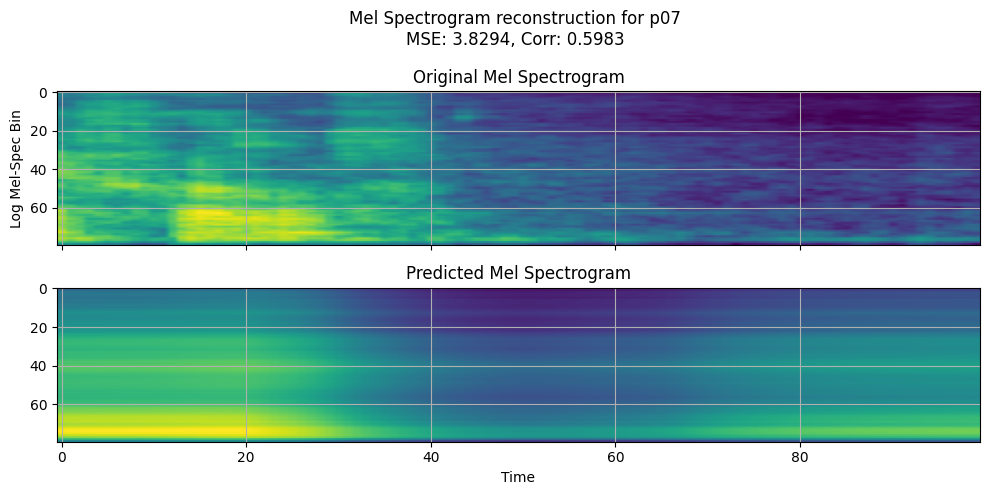 Mel Spectrogram reconstruction for p07
MSE: 3.8294, Corr: 0.5983
Original Mel Spectrogram
0
20
40
60
Log Mel-Spec Bin
Predicted Mel Spectrogram
0
20
40
60
0 20 40 60 80
Time